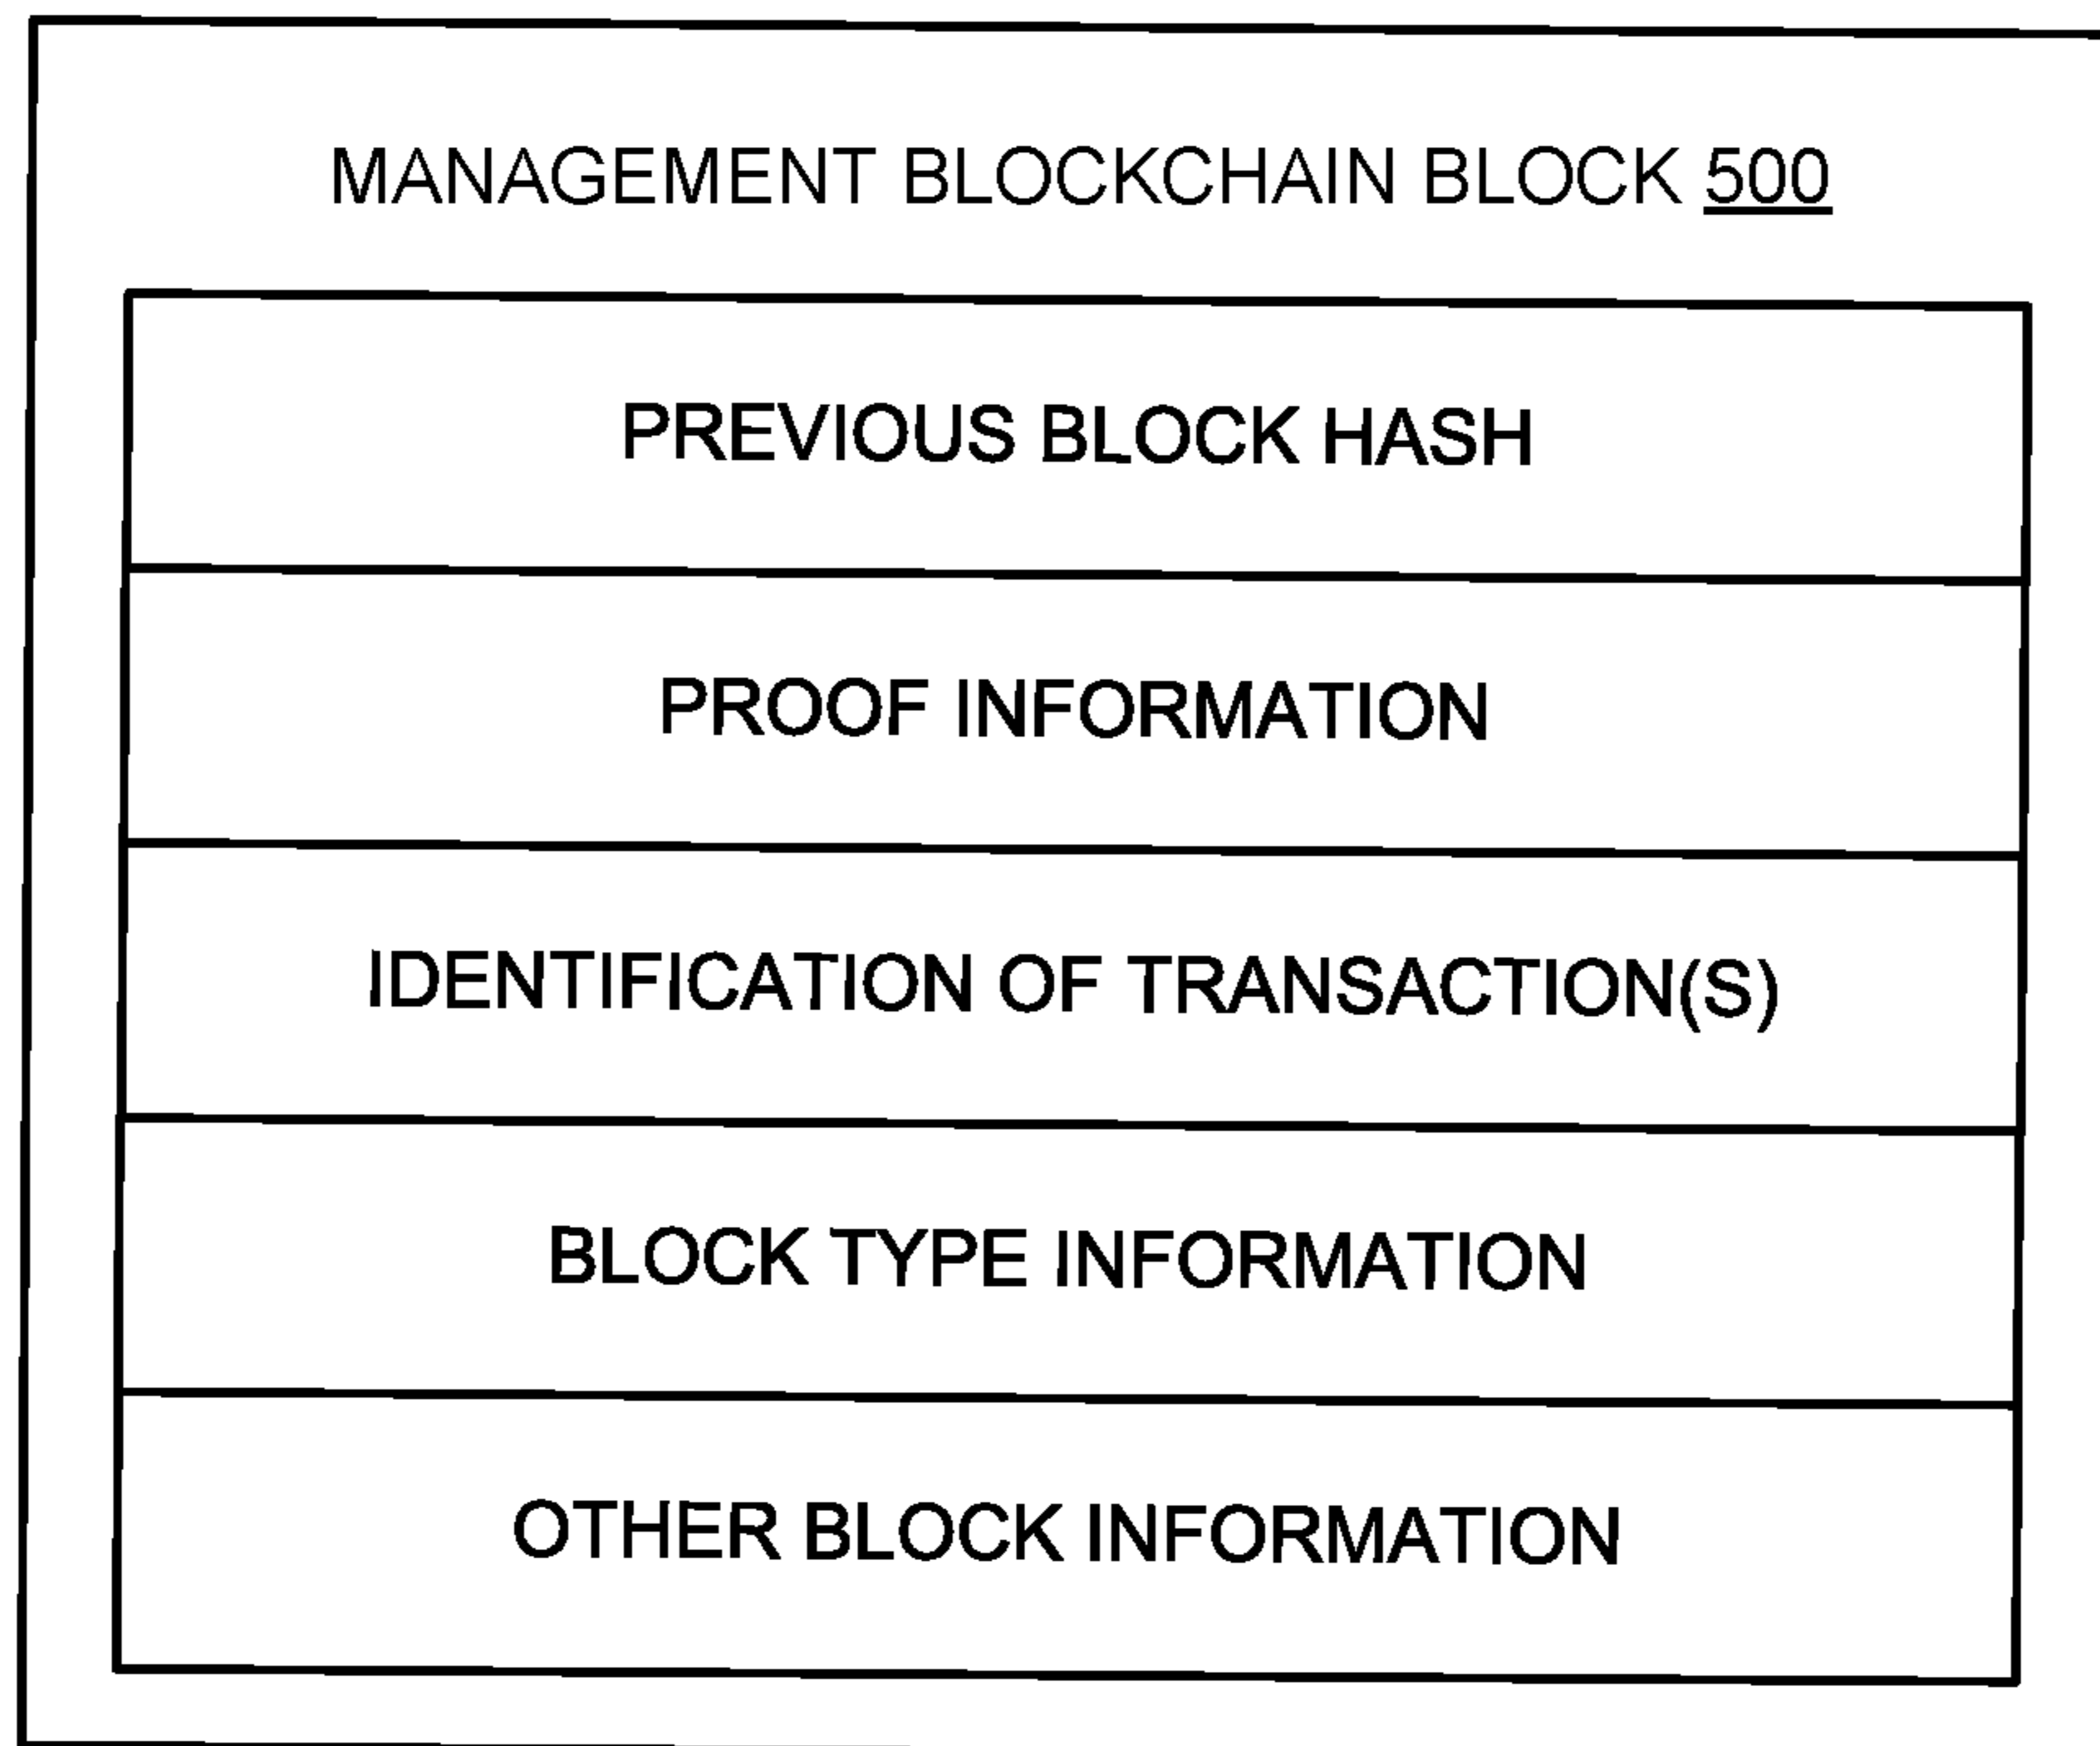 MANAGEMENT BLOCKCHAIN BLOCK 500
PREVIOUS BLOCK HASH
PROOF INFORMATION
IDENTIFICATION OF TRANSACTION(S)
BLOCK TYPE INFORMATION
OTHER BLOCK INFORMATION